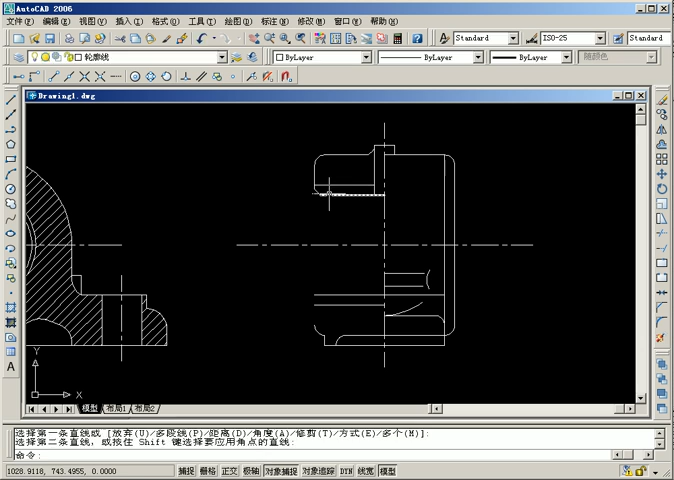 AutoCAD 2006
文件(F) 编辑(E) 视图(V) 插入(I) 格式(O) 工具(T) 绘图(D) 标注(N) 修改(M) 窗口(W) 帮助(H)
Standard ISO-25 Standard
轮廓线 ByLayer ByLayer ByLayer 随颜色
Drawing1.dwg
Y
X
模型 布局1 布局2
选择第一条直线或 [放弃(U)/多段线(P)/距离(D)/角度(A)/修剪(T)/方式(E)/多个(M)]:
选择第二条直线，或按住 Shift 键选择要应用角点的直线:
命令:
1028.9118, 743.4955, 0.0000 捕捉 栅格 正交 极轴 对象捕捉 对象追踪 DYN 线宽 模型